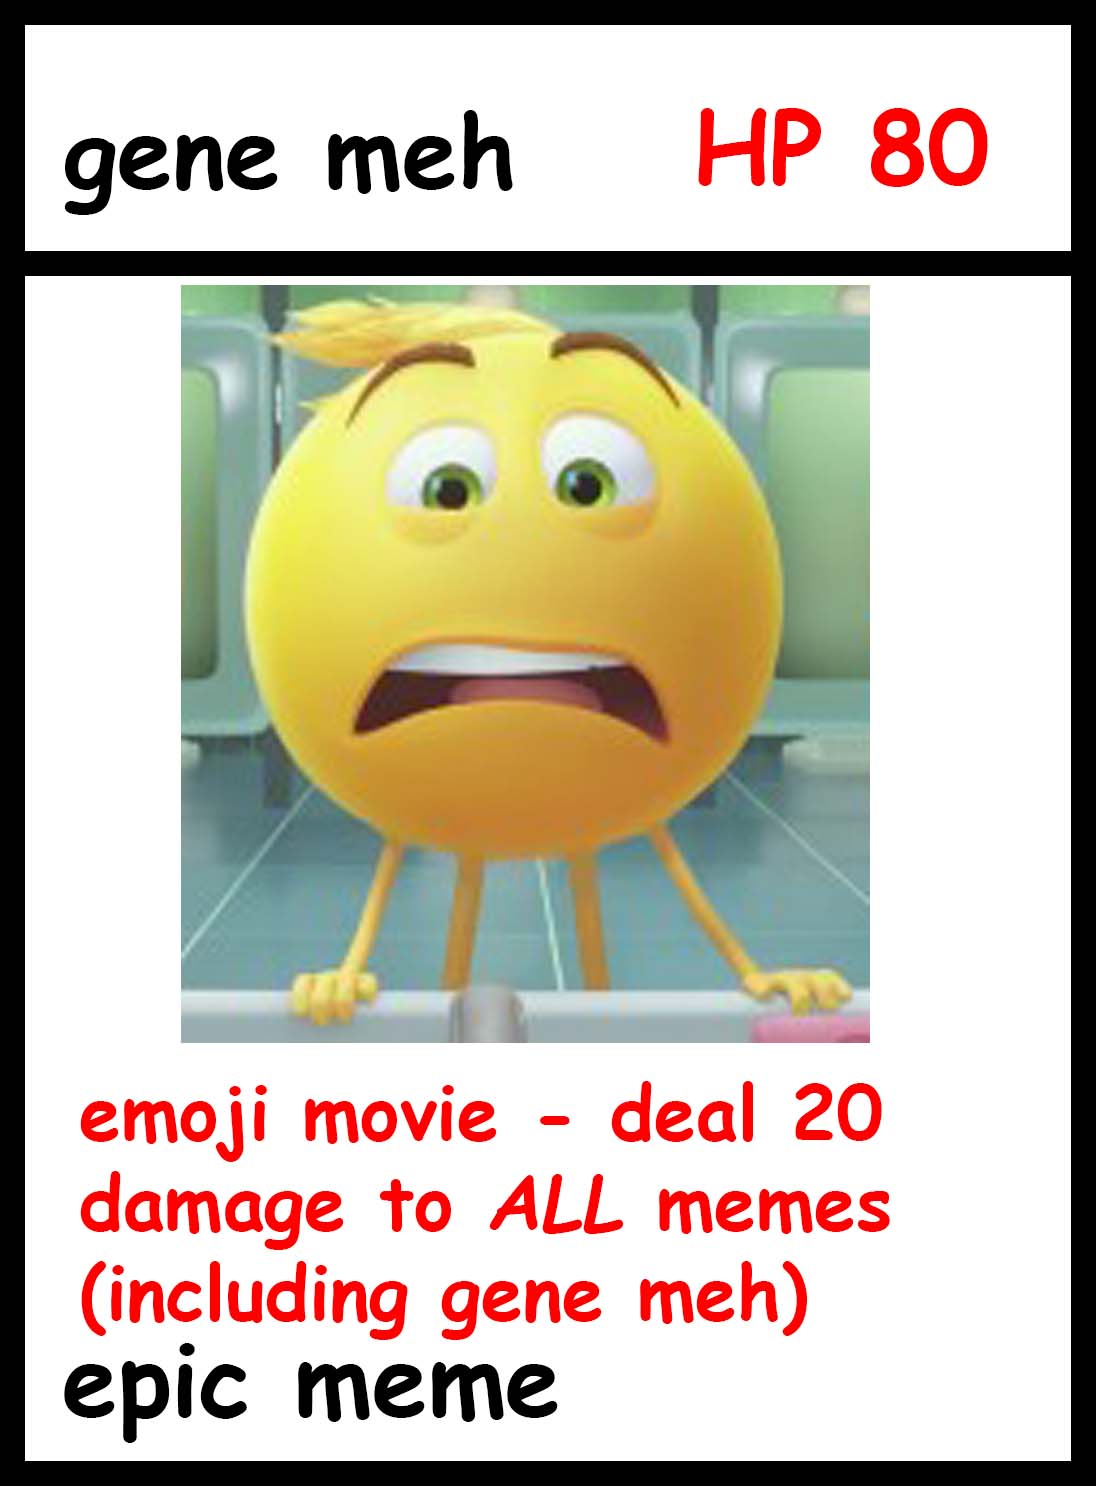 gene meh HP 80
emoji movie - deal 20
damage to ALL memes
(including gene meh)
epic meme